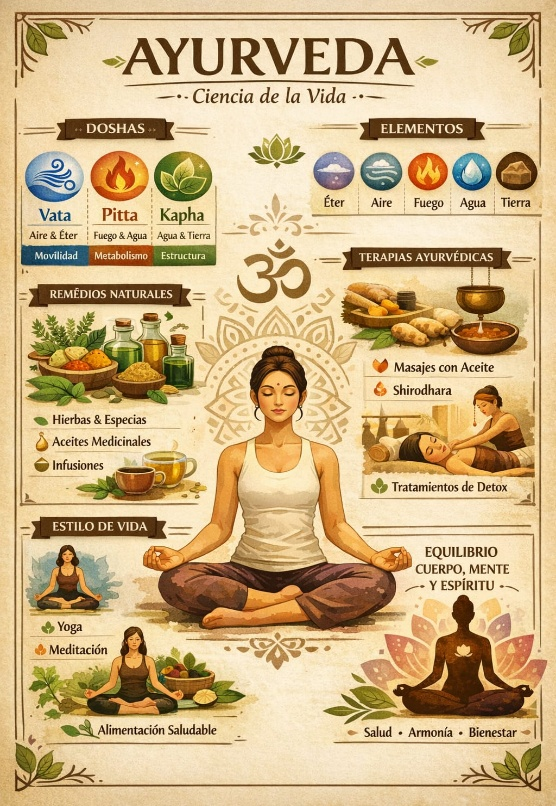 AYURVEDA
Ciencia de la Vida
DOSHAS
Vata
Aire & Éter
Movilidad
Pitta
Fuego & Agua
Metabolismo
Kapha
Agua & Tierra
Estructura
ELEMENTOS
Éter
Aire
Fuego
Agua
Tierra
ॐ
REMÉDIOS NATURALES
Hierbas & Especias
Aceites Medicinales
Infusiones
TERAPIAS AYURVÉDICAS
Masajes con Aceite
Shirodhara
Tratamientos de Detox
ESTILO DE VIDA
Yoga
Meditación
Alimentación Saludable
EQUILIBRIO
CUERPO, MENTE
Y ESPÍRITU
Salud • Armonía • Bienestar